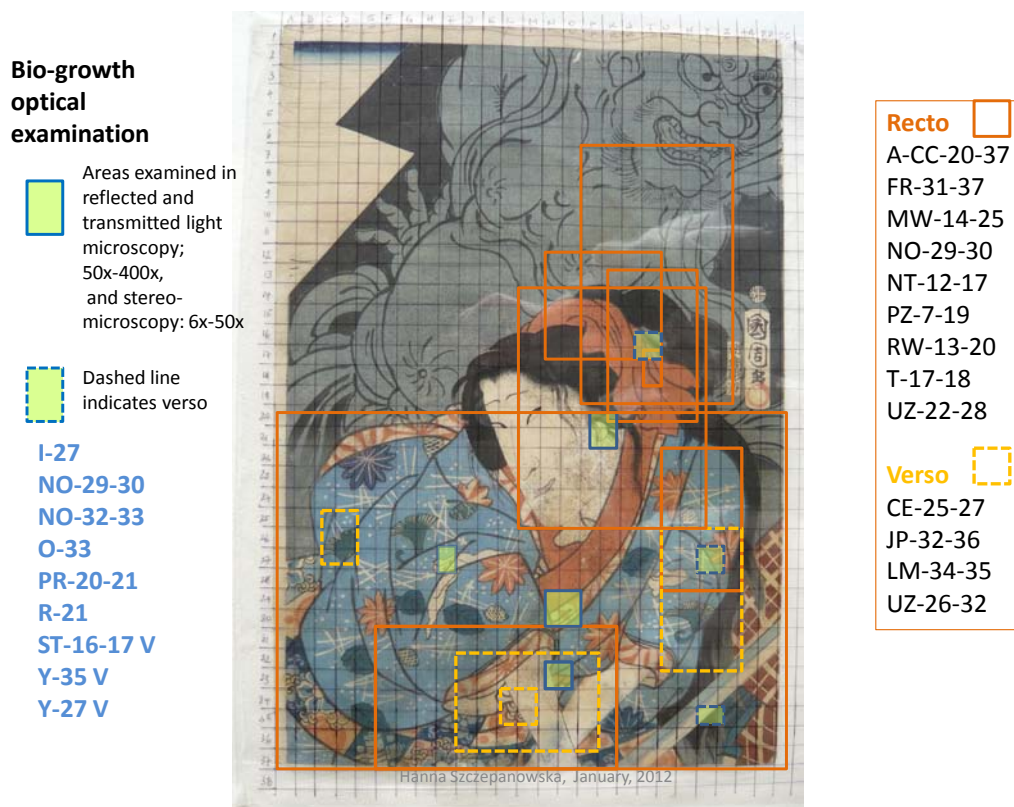 Bio-growth
optical
examination
Areas examined in
reflected and
transmitted light
microscopy;
50x-400x,
and stereo-
microscopy: 6x-50x
Dashed line
indicates verso
I-27
NO-29-30
NO-32-33
O-33
PR-20-21
R-21
ST-16-17 V
Y-35 V
Y-27 V
國周画
Hanna Szczepanowska, January, 2012
Recto
A-CC-20-37
FR-31-37
MW-14-25
NO-29-30
NT-12-17
PZ-7-19
RW-13-20
T-17-18
UZ-22-28
Verso
CE-25-27
JP-32-36
LM-34-35
UZ-26-32